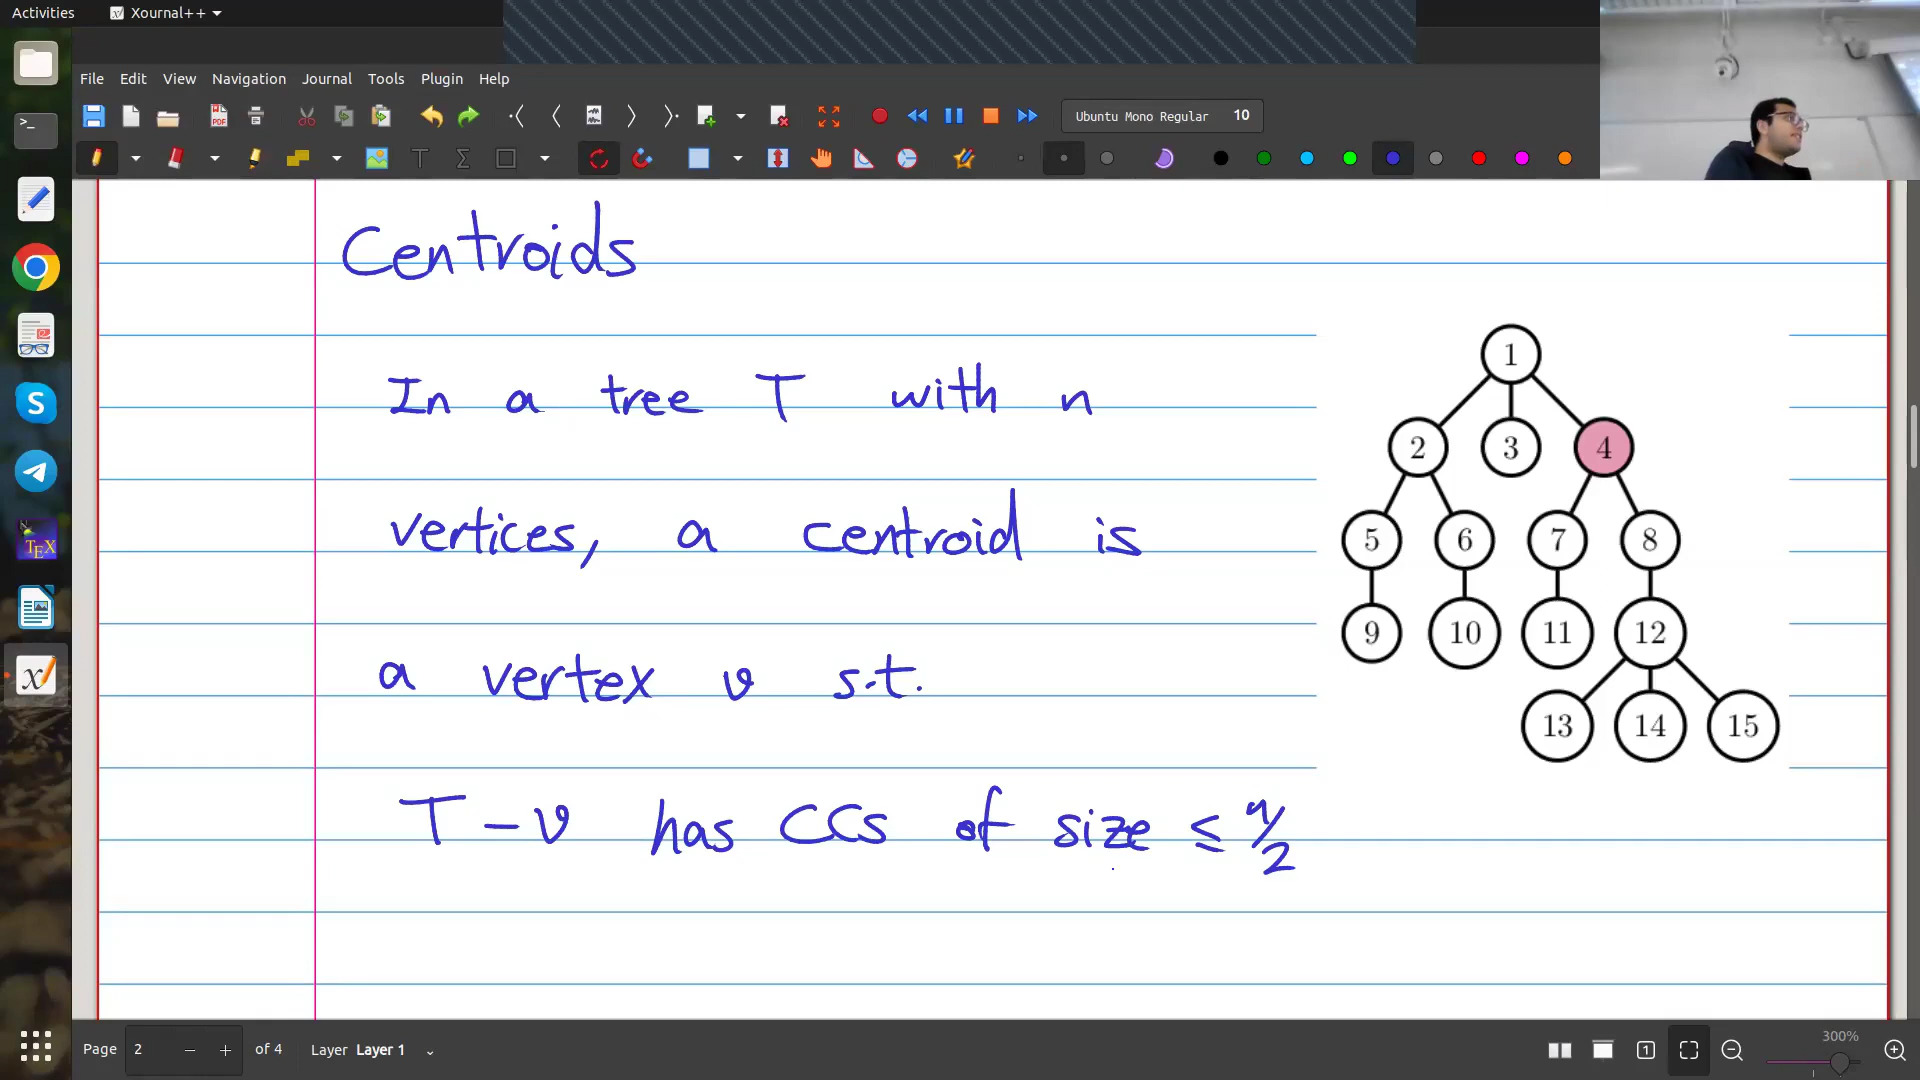 Activities Xournal++
File Edit View Navigation Journal Tools Plugin Help
Ubuntu Mono Regular 10
Centroids
In a tree T with n
vertices, a centroid is
a vertex v s.t.
T - v has CCs of size ≤ n/2
1
2 3 4
5 6 7 8
9 10 11 12
13 14 15
Page 2 of 4 Layer Layer 1
300%